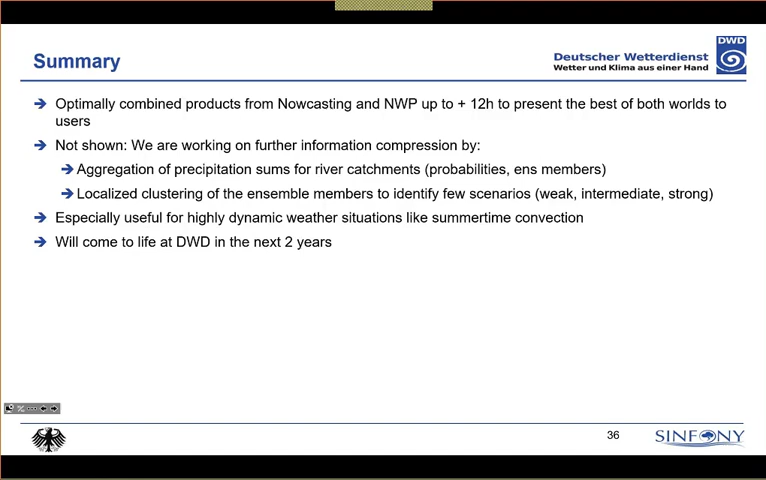 Summary
DWD
Deutscher Wetterdienst
Wetter und Klima aus einer Hand
Optimally combined products from Nowcasting and NWP up to + 12h to present the best of both worlds to
users
Not shown: We are working on further information compression by:
Aggregation of precipitation sums for river catchments (probabilities, ens members)
Localized clustering of the ensemble members to identify few scenarios (weak, intermediate, strong)
Especially useful for highly dynamic weather situations like summertime convection
Will come to life at DWD in the next 2 years
36
SINFONY